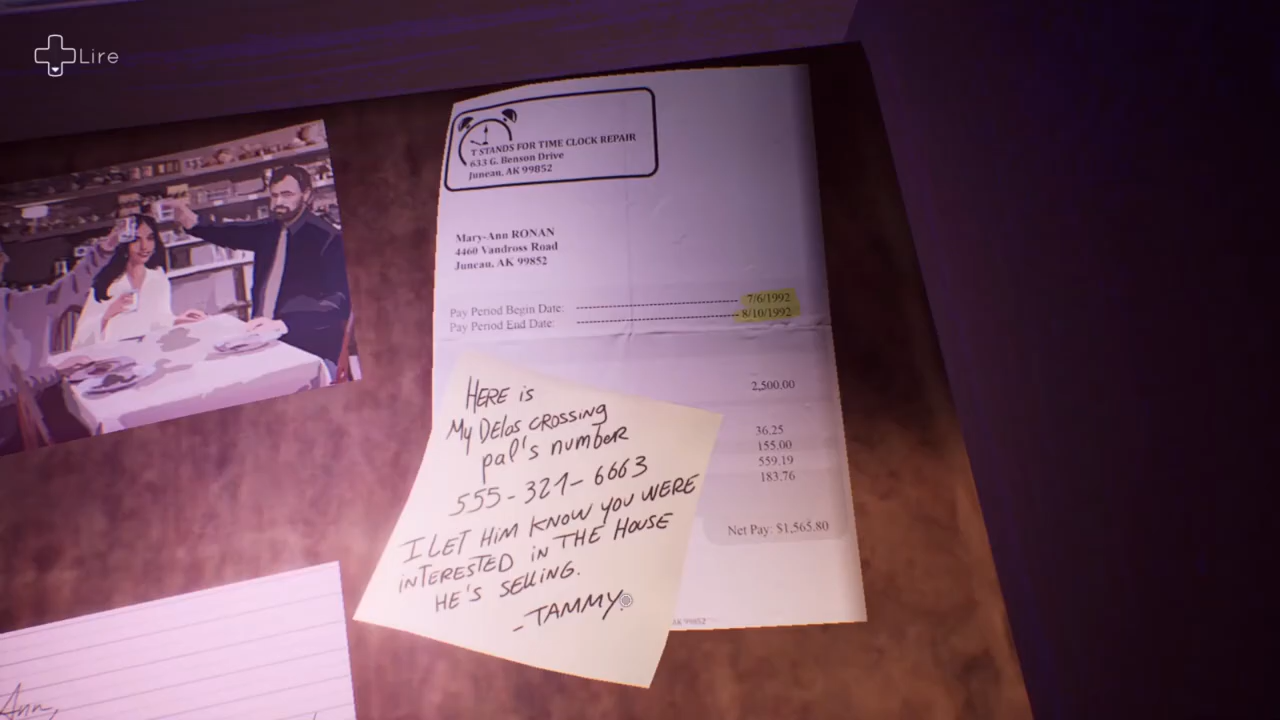 Lire
T STANDS FOR TIME CLOCK REPAIR
633 G. Benson Drive
Juneau, AK 99852
Mary-Ann RONAN
4460 Vandross Road
Juneau, AK 99852
Pay Period Begin Date: 7/6/1992
Pay Period End Date: 8/10/1992
2,500.00
36.25
155.00
559.19
183.76
Net Pay: $1,565.80
AK 99852
HERE is
My DELOS CROSSING
pal's number
555-321-6663
I LET HIM KNOW YOU WERE
INTERESTED IN THE HOUSE
HE'S SELLING.
-TAMMY
Ann,